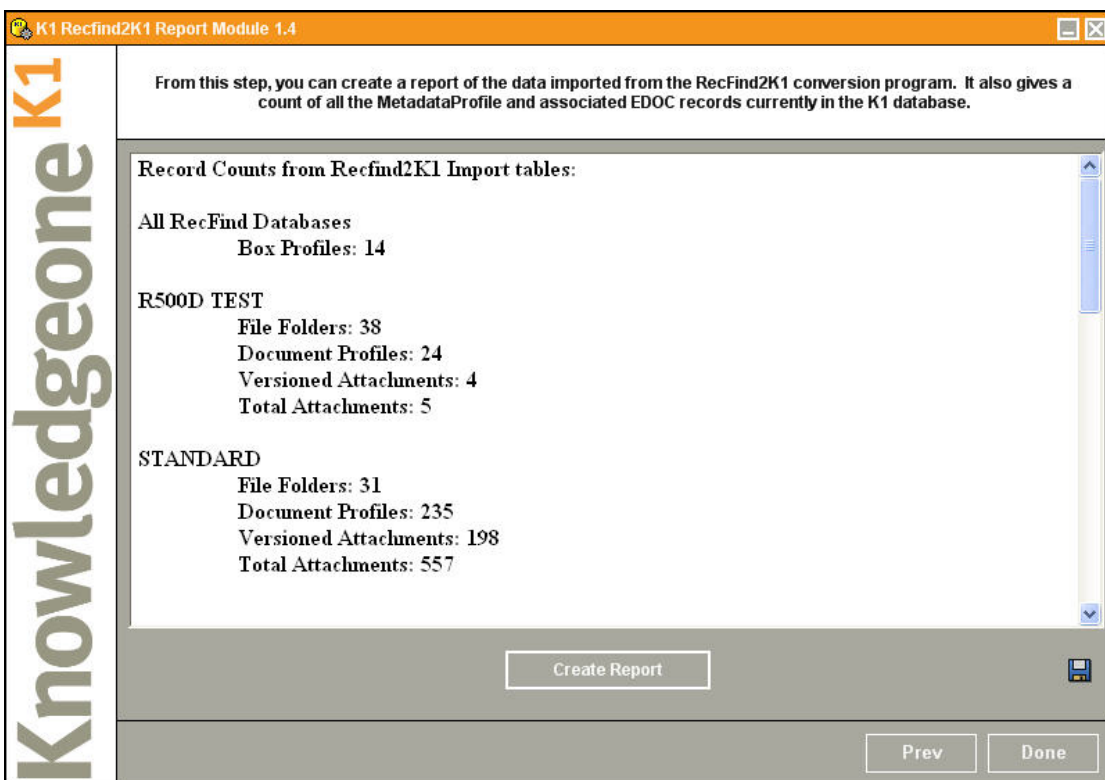 K1 Recfind2K1 Report Module 1.4
Knowledgeone K1
From this step, you can create a report of the data imported from the RecFind2K1 conversion program. It also gives a
count of all the MetadataProfile and associated EDOC records currently in the K1 database.
Record Counts from Recfind2K1 Import tables:
All RecFind Databases
Box Profiles: 14
R500D TEST
File Folders: 38
Document Profiles: 24
Versioned Attachments: 4
Total Attachments: 5
STANDARD
File Folders: 31
Document Profiles: 235
Versioned Attachments: 198
Total Attachments: 557
Create Report
Prev
Done